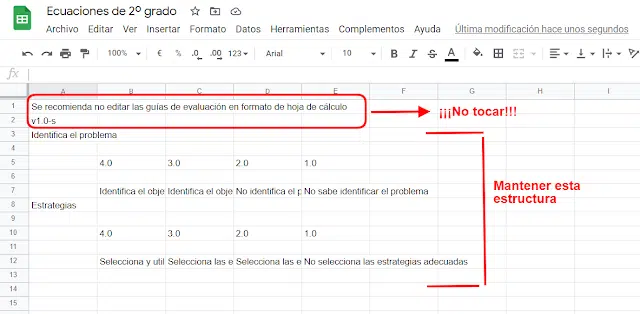 Ecuaciones de 2º grado
Archivo Editar Ver Insertar Formato Datos Herramientas Complementos Ayuda Última modificación hace unos segundos
100% € % .0 .00 123 Arial 10 B I S A
fx
A B C D E F G H I
1 Se recomienda no editar las guías de evaluación en formato de hoja de cálculo
¡¡¡No tocar!!!
2 v1.0-s
3 Identifica el problema
4
5 4.0 3.0 2.0 1.0
6
7 Identifica el obje Identifica el obje No identifica el p No sabe identificar el problema
Mantener esta
estructura
8 Estrategias
9
10 4.0 3.0 2.0 1.0
11
12 Selecciona y util Selecciona las e Selecciona las e No selecciona las estrategias adecuadas
13
14
15